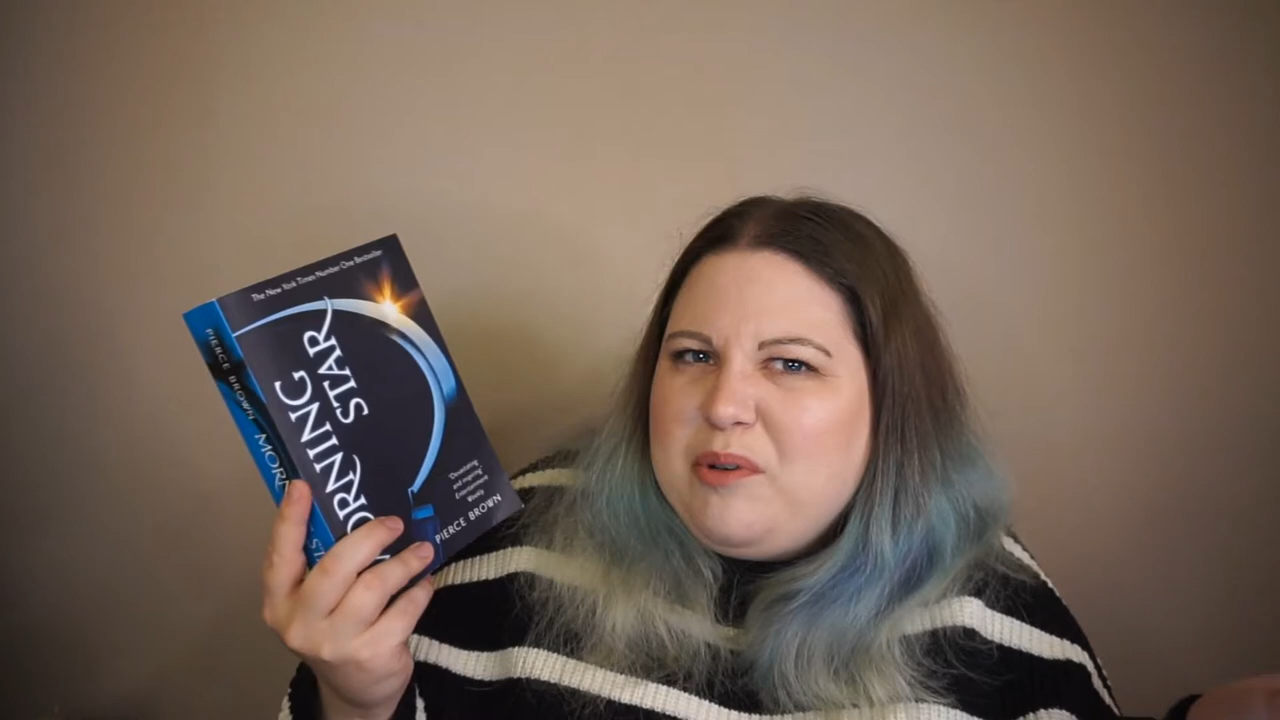 The New York Times Number One Bestseller
MORNING
STAR
"Devastating
and inspiring"
Entertainment
Weekly
PIERCE BROWN
PIERCE BROWN